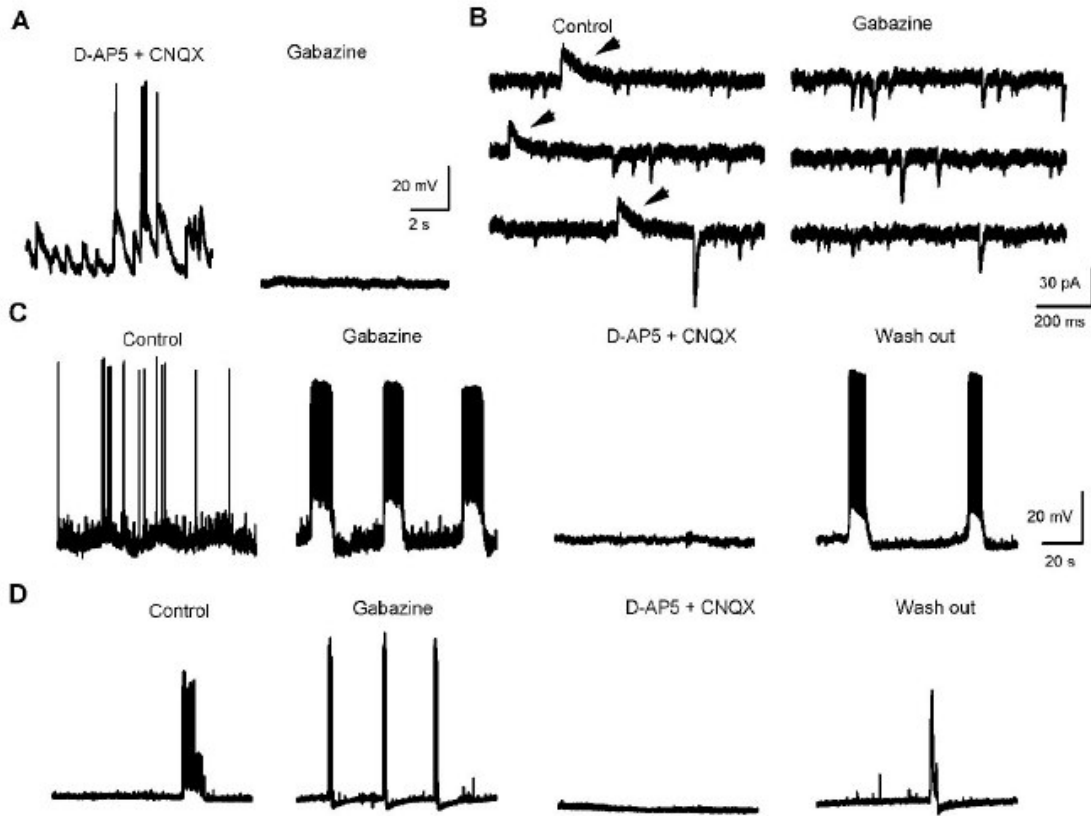 A
D-AP5 + CNQX
Gabazine
20 mV
2 s
B
Control
Gabazine
30 pA
200 ms
C
Control
Gabazine
D-AP5 + CNQX
Wash out
20 mV
20 s
D
Control
Gabazine
D-AP5 + CNQX
Wash out